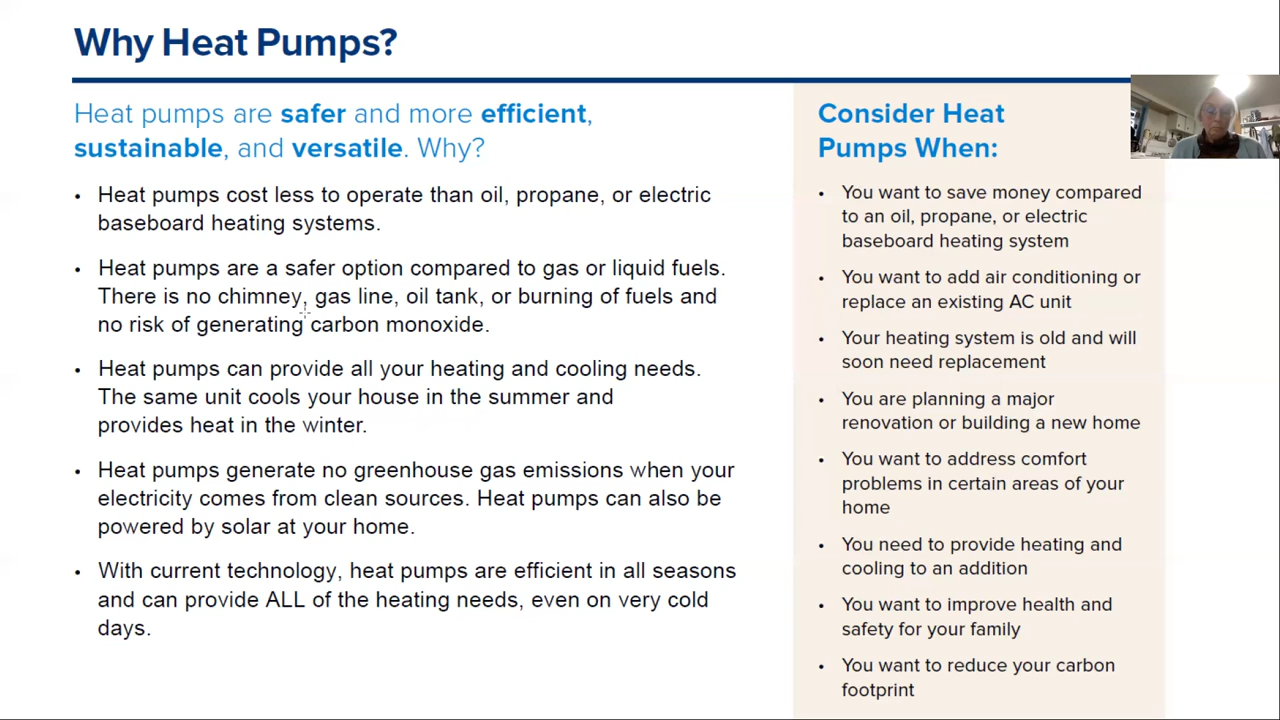 Why Heat Pumps?
Heat pumps are safer and more efficient,
sustainable, and versatile. Why?
• Heat pumps cost less to operate than oil, propane, or electric
baseboard heating systems.
• Heat pumps are a safer option compared to gas or liquid fuels.
There is no chimney, gas line, oil tank, or burning of fuels and
no risk of generating carbon monoxide.
• Heat pumps can provide all your heating and cooling needs.
The same unit cools your house in the summer and
provides heat in the winter.
• Heat pumps generate no greenhouse gas emissions when your
electricity comes from clean sources. Heat pumps can also be
powered by solar at your home.
• With current technology, heat pumps are efficient in all seasons
and can provide ALL of the heating needs, even on very cold
days.
Consider Heat
Pumps When:
• You want to save money compared
to an oil, propane, or electric
baseboard heating system
• You want to add air conditioning or
replace an existing AC unit
• Your heating system is old and will
soon need replacement
• You are planning a major
renovation or building a new home
• You want to address comfort
problems in certain areas of your
home
• You need to provide heating and
cooling to an addition
• You want to improve health and
safety for your family
• You want to reduce your carbon
footprint